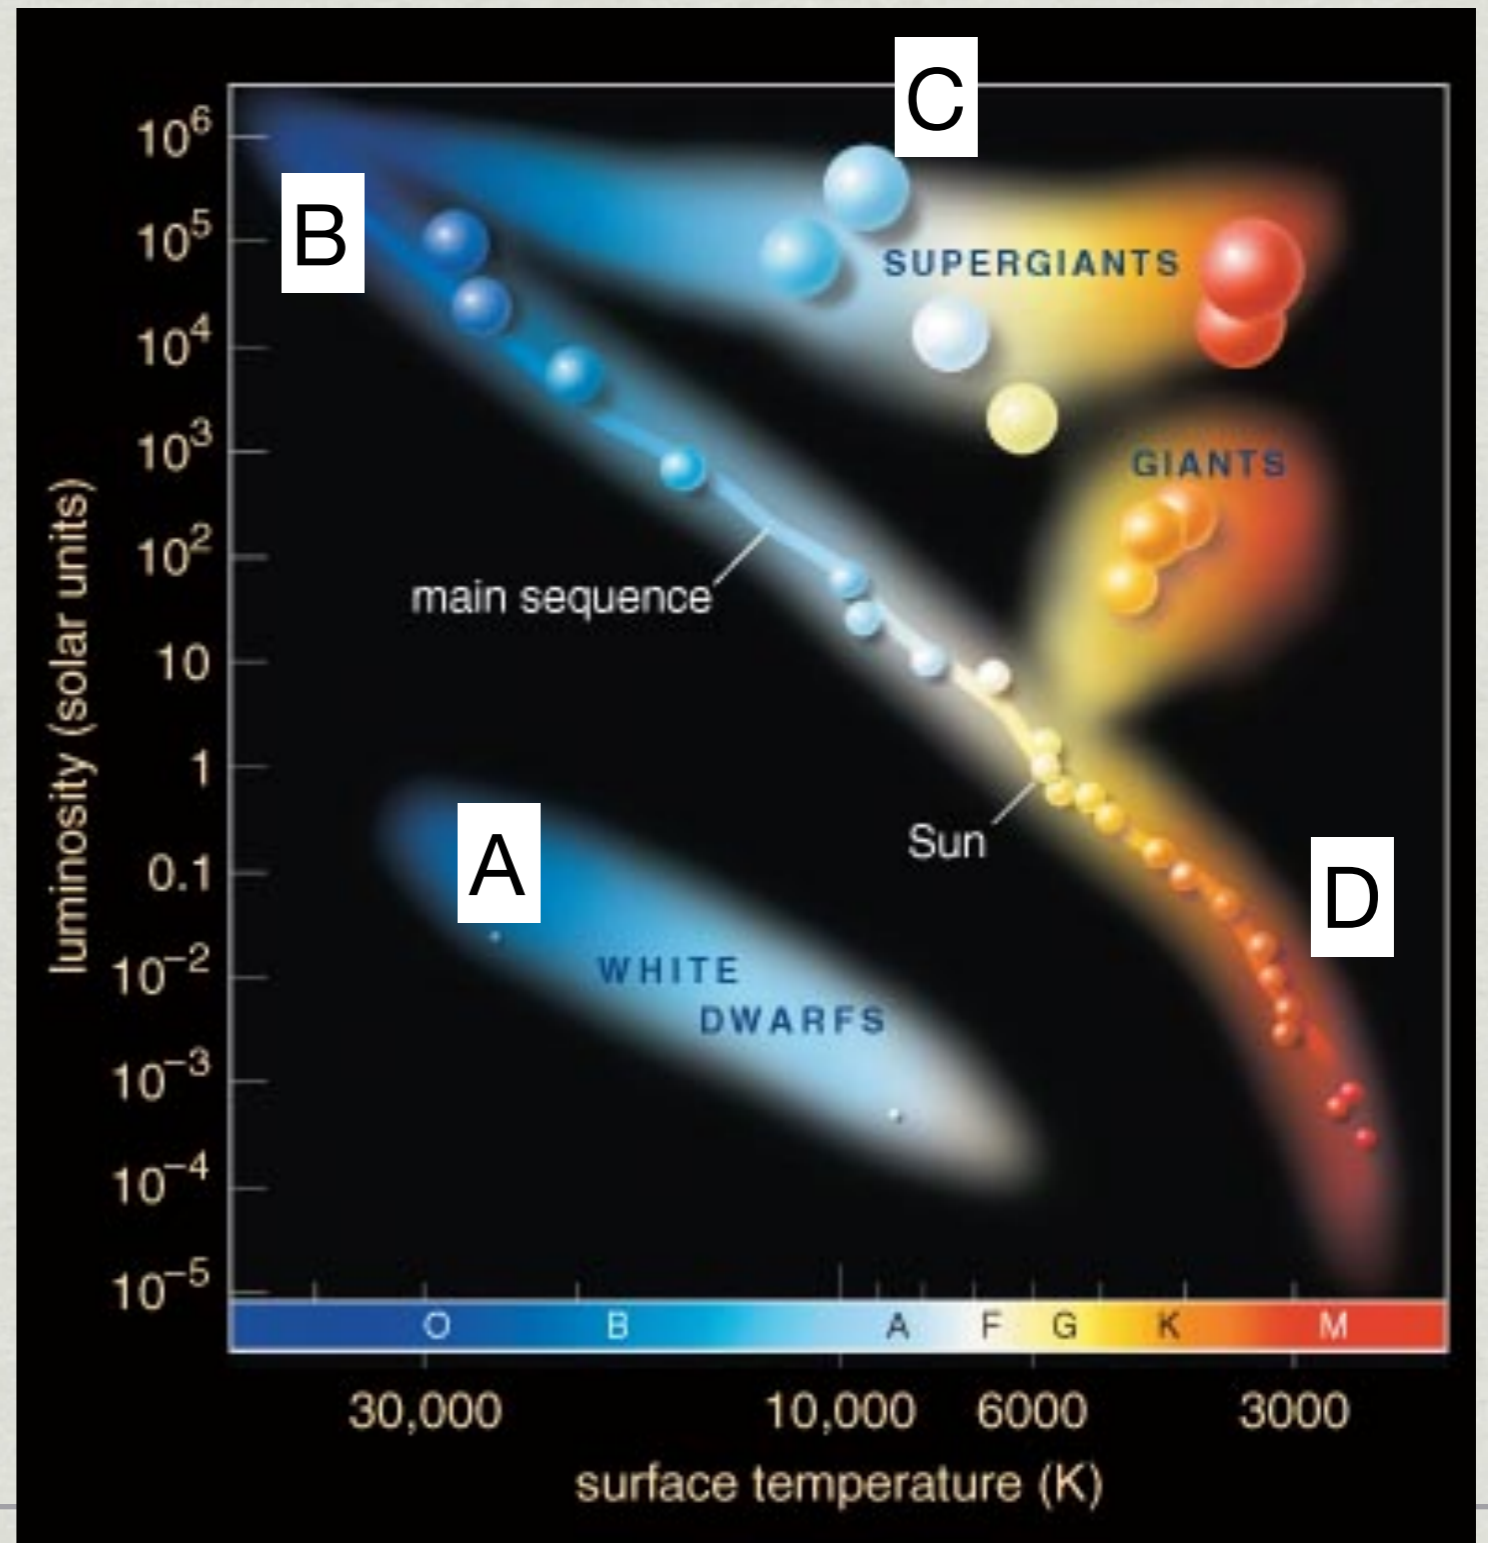 C
10⁶
B
10⁵
SUPERGIANTS
10⁴
10³
GIANTS
10²
main sequence
10
1
Sun
A
0.1
D
10⁻²
WHITE
DWARFS
10⁻³
10⁻⁴
10⁻⁵
luminosity (solar units)
O B A F G K M
30,000 10,000 6000 3000
surface temperature (K)